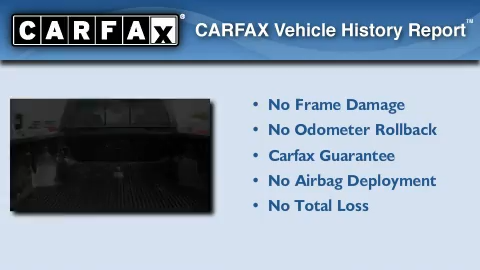 CARFAX® CARFAX Vehicle History Report™
• No Frame Damage
• No Odometer Rollback
• Carfax Guarantee
• No Airbag Deployment
• No Total Loss